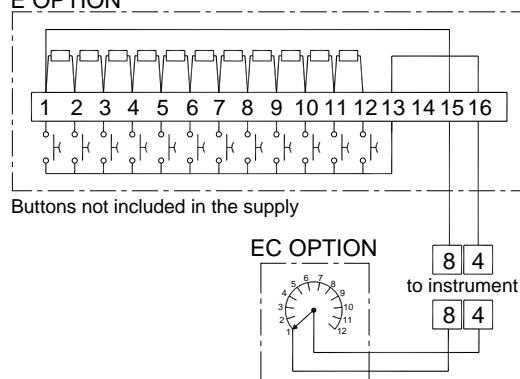 E OPTION
1 2 3 4 5 6 7 8 9 10 11 12 13 14 15 16
Buttons not included in the supply
EC OPTION
8 4
to instrument
8 4
1 2 3 4 5 6 7 8 9 10 11 12